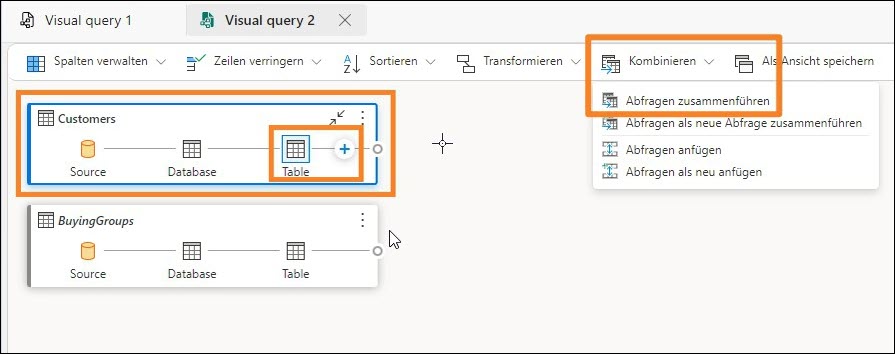 Visual query 1
Visual query 2
Spalten verwalten
Zeilen verringern
Sortieren
Transformieren
Kombinieren
Als Ansicht speichern
Abfragen zusammenführen
Abfragen als neue Abfrage zusammenführen
Abfragen anfügen
Abfragen als neu anfügen
Customers
Source Database Table
BuyingGroups
Source Database Table